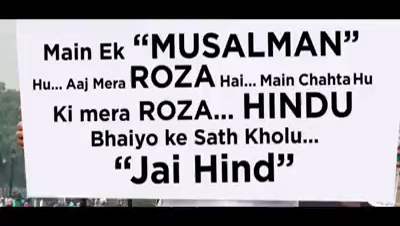 Main Ek “MUSALMAN”
Hu... Aaj Mera ROZA Hai... Main Chahta Hu
Ki mera ROZA... HINDU
Bhaiyo ke Sath Kholu...
“Jai Hind”